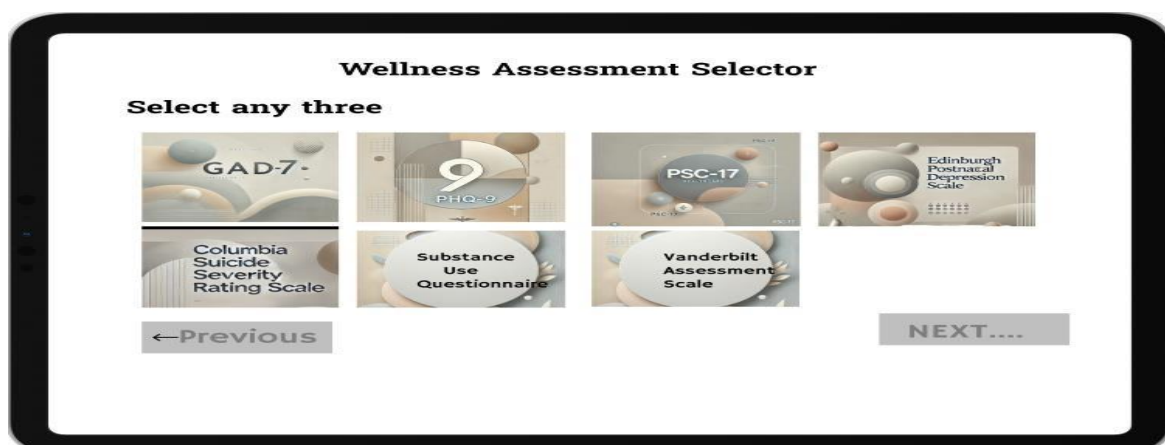 Wellness Assessment Selector
Select any three
GAD-7
9
PHQ-9
PSC-17
Edinburgh
Postnatal
Depression
Scale
Columbia
Suicide
Severity
Rating Scale
Substance
Use
Questionnaire
Vanderbilt
Assessment
Scale
←Previous
NEXT....